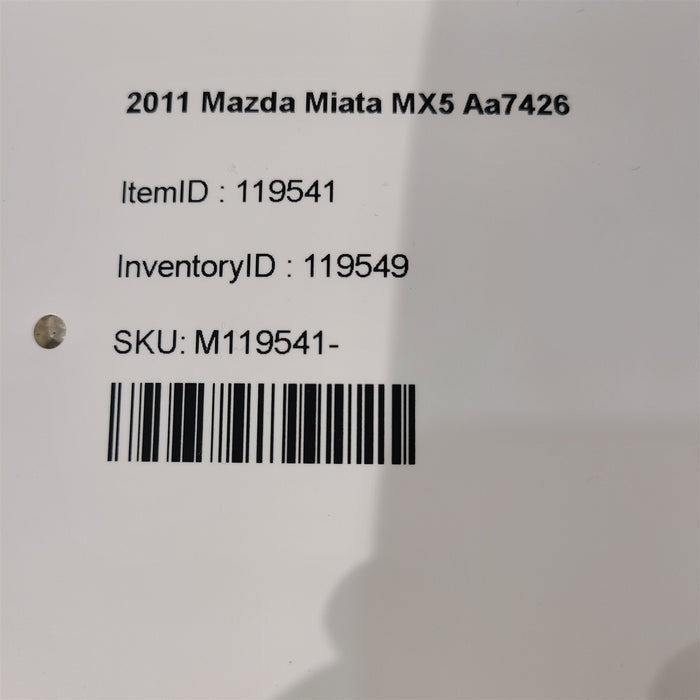 2011 Mazda Miata MX5 Aa7426
ItemID : 119541
InventoryID : 119549
SKU: M119541-